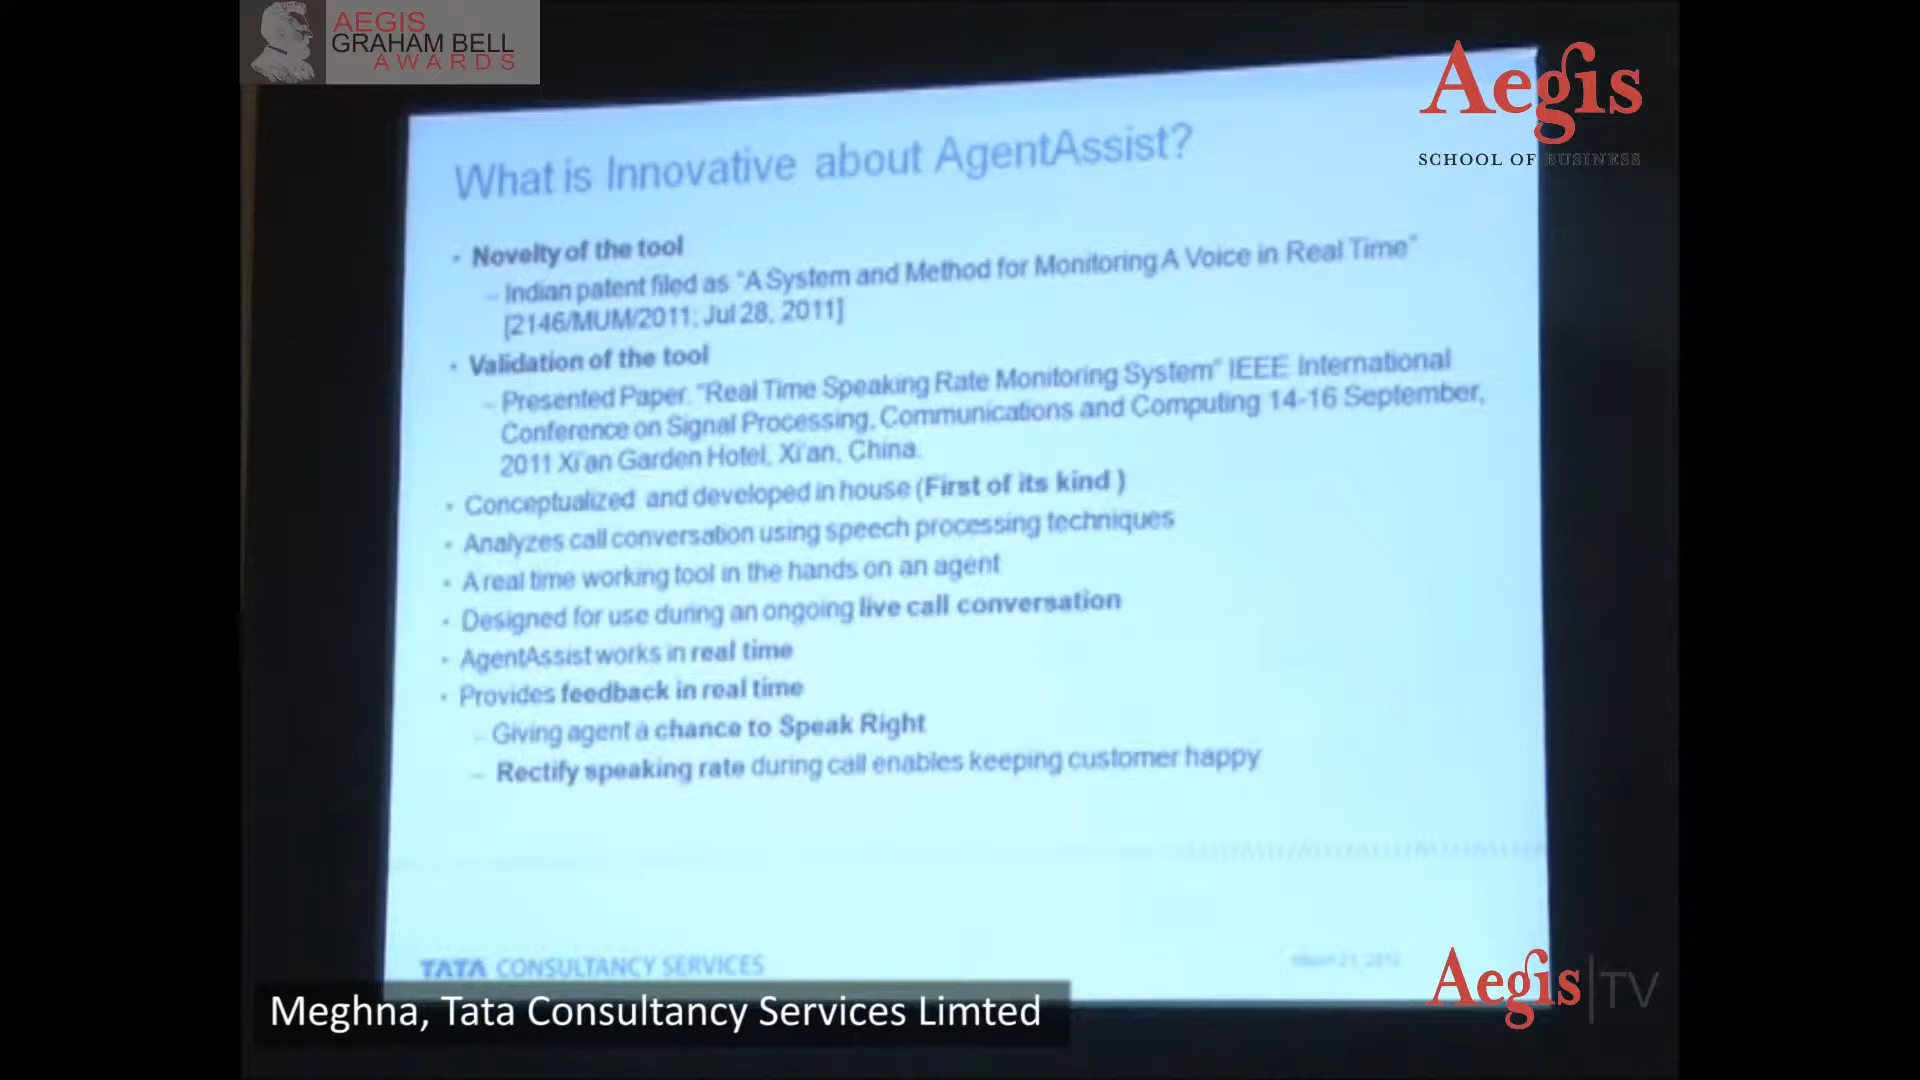 AEGIS
GRAHAM BELL
AWARDS
Aegis
SCHOOL OF BUSINESS
What is Innovative about AgentAssist?
• Novelty of the tool
– Indian patent filed as “A System and Method for Monitoring A Voice in Real Time”
[2146/MUM/2011; Jul 28, 2011]
• Validation of the tool
– Presented Paper, “Real Time Speaking Rate Monitoring System” IEEE International
Conference on Signal Processing, Communications and Computing 14-16 September,
2011 Xi'an Garden Hotel, Xi'an, China.
• Conceptualized and developed in house (First of its kind )
• Analyzes call conversation using speech processing techniques
• A real time working tool in the hands on an agent
• Designed for use during an ongoing live call conversation
• AgentAssist works in real time
• Provides feedback in real time
– Giving agent a chance to Speak Right
– Rectify speaking rate during call enables keeping customer happy
TATA CONSULTANCY SERVICES
Meghna, Tata Consultancy Services Limted
Aegis TV